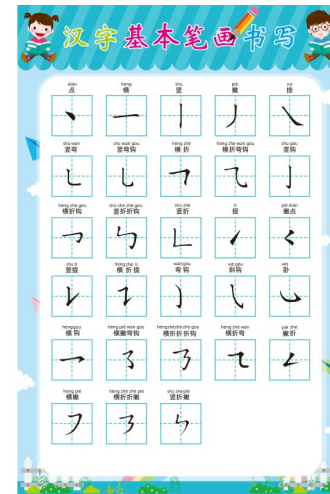 汉字基本笔画书写
diǎn héng shù piě nà
点 横 竖 撇 捺
shù wān shù wān gōu héng zhé héng zhé wān gōu shù gōu
竖弯 竖弯钩 横折 横折弯钩 竖钩
héng zhé gōu shù zhé zhé gōu shù zhé tí piě diǎn
横折钩 竖折折钩 竖折 提 撇点
shù tí héng zhé tí wān gōu xié gōu wò
竖提 横折提 弯钩 斜钩 卧
héng gōu héng piě wān gōu héng zhé zhé zhé gōu héng zhé wān piě zhé
横钩 横撇弯钩 横折折折钩 横折弯 撇折
héng piě héng zhé zhé piě shù zhé piě
横撇 横折折撇 竖折撇